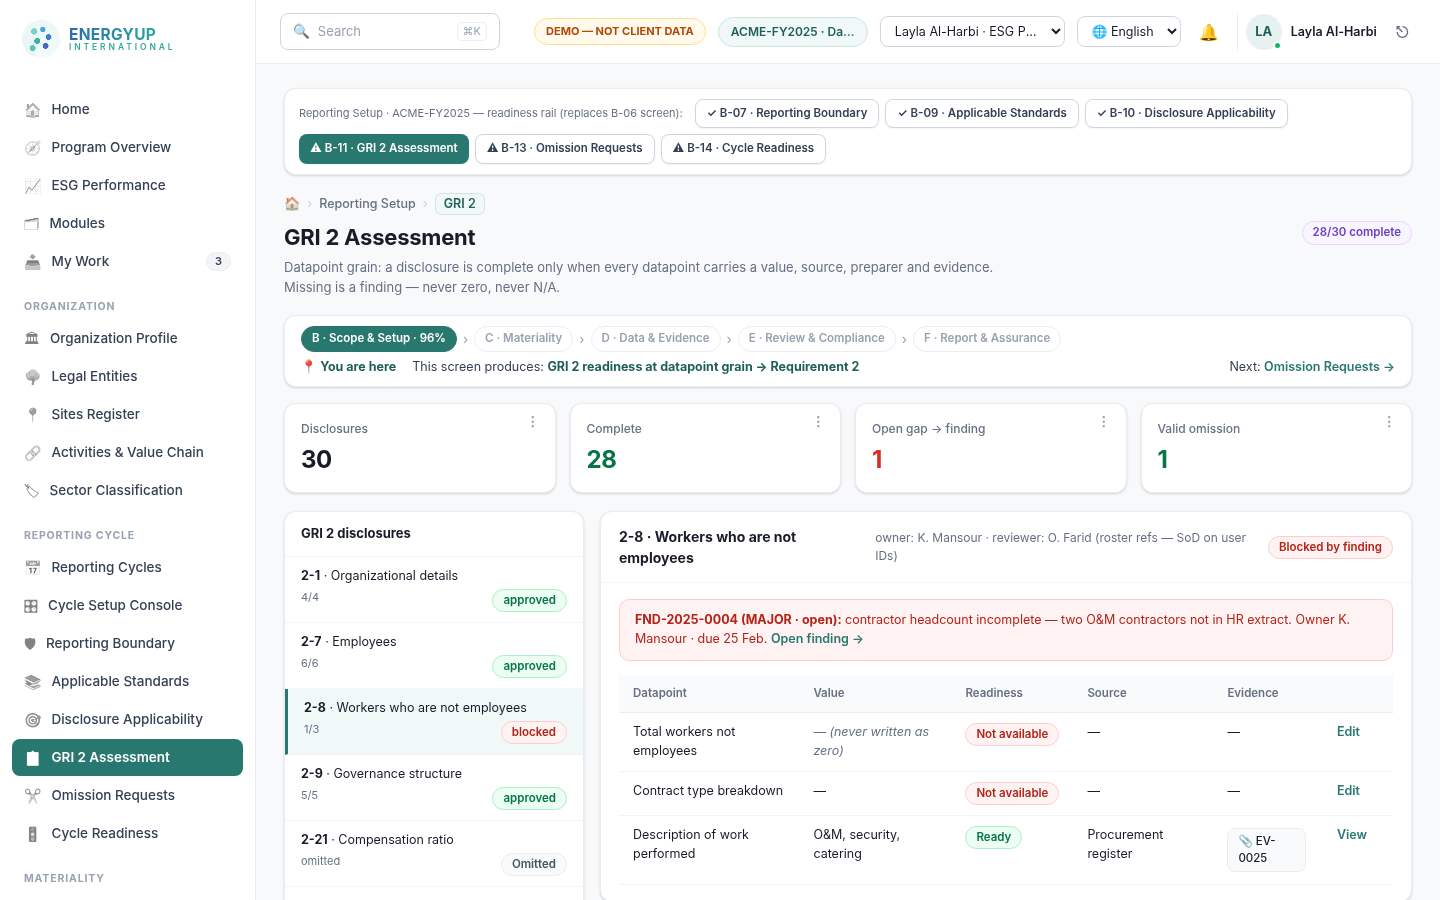 ENERGYUP
INTERNATIONAL
Search
⌘K
DEMO — NOT CLIENT DATA
ACME-FY2025 · Da...
Layla Al-Harbi · ESG P...
English
LA
Layla Al-Harbi
Home
Program Overview
ESG Performance
Modules
My Work
3
ORGANIZATION
Organization Profile
Legal Entities
Sites Register
Activities & Value Chain
Sector Classification
REPORTING CYCLE
Reporting Cycles
Cycle Setup Console
Reporting Boundary
Applicable Standards
Disclosure Applicability
GRI 2 Assessment
Omission Requests
Cycle Readiness
MATERIALITY
Reporting Setup · ACME-FY2025 — readiness rail (replaces B-06 screen):
✓ B-07 · Reporting Boundary
✓ B-09 · Applicable Standards
✓ B-10 · Disclosure Applicability
⚠ B-11 · GRI 2 Assessment
⚠ B-13 · Omission Requests
⚠ B-14 · Cycle Readiness
› Reporting Setup › GRI 2
GRI 2 Assessment
28/30 complete
Datapoint grain: a disclosure is complete only when every datapoint carries a value, source, preparer and evidence.
Missing is a finding — never zero, never N/A.
B · Scope & Setup · 96% › C · Materiality › D · Data & Evidence › E · Review & Compliance › F · Report & Assurance
You are here
This screen produces: GRI 2 readiness at datapoint grain → Requirement 2
Next: Omission Requests →
Disclosures
30
Complete
28
Open gap → finding
1
Valid omission
1
GRI 2 disclosures
2-1 · Organizational details
4/4
approved
2-7 · Employees
6/6
approved
2-8 · Workers who are not employees
1/3
blocked
2-9 · Governance structure
5/5
approved
2-21 · Compensation ratio
omitted
Omitted
2-8 · Workers who are not
employees
owner: K. Mansour · reviewer: O. Farid (roster refs — SoD on user
IDs)
Blocked by finding
FND-2025-0004 (MAJOR · open): contractor headcount incomplete — two O&M contractors not in HR extract. Owner K.
Mansour · due 25 Feb. Open finding →
Datapoint Value Readiness Source Evidence
Total workers not
employees
— (never written as
zero)
Not available
—
—
Edit
Contract type breakdown
—
Not available
—
—
Edit
Description of work
performed
O&M, security,
catering
Ready
Procurement
register
EV-
0025
View